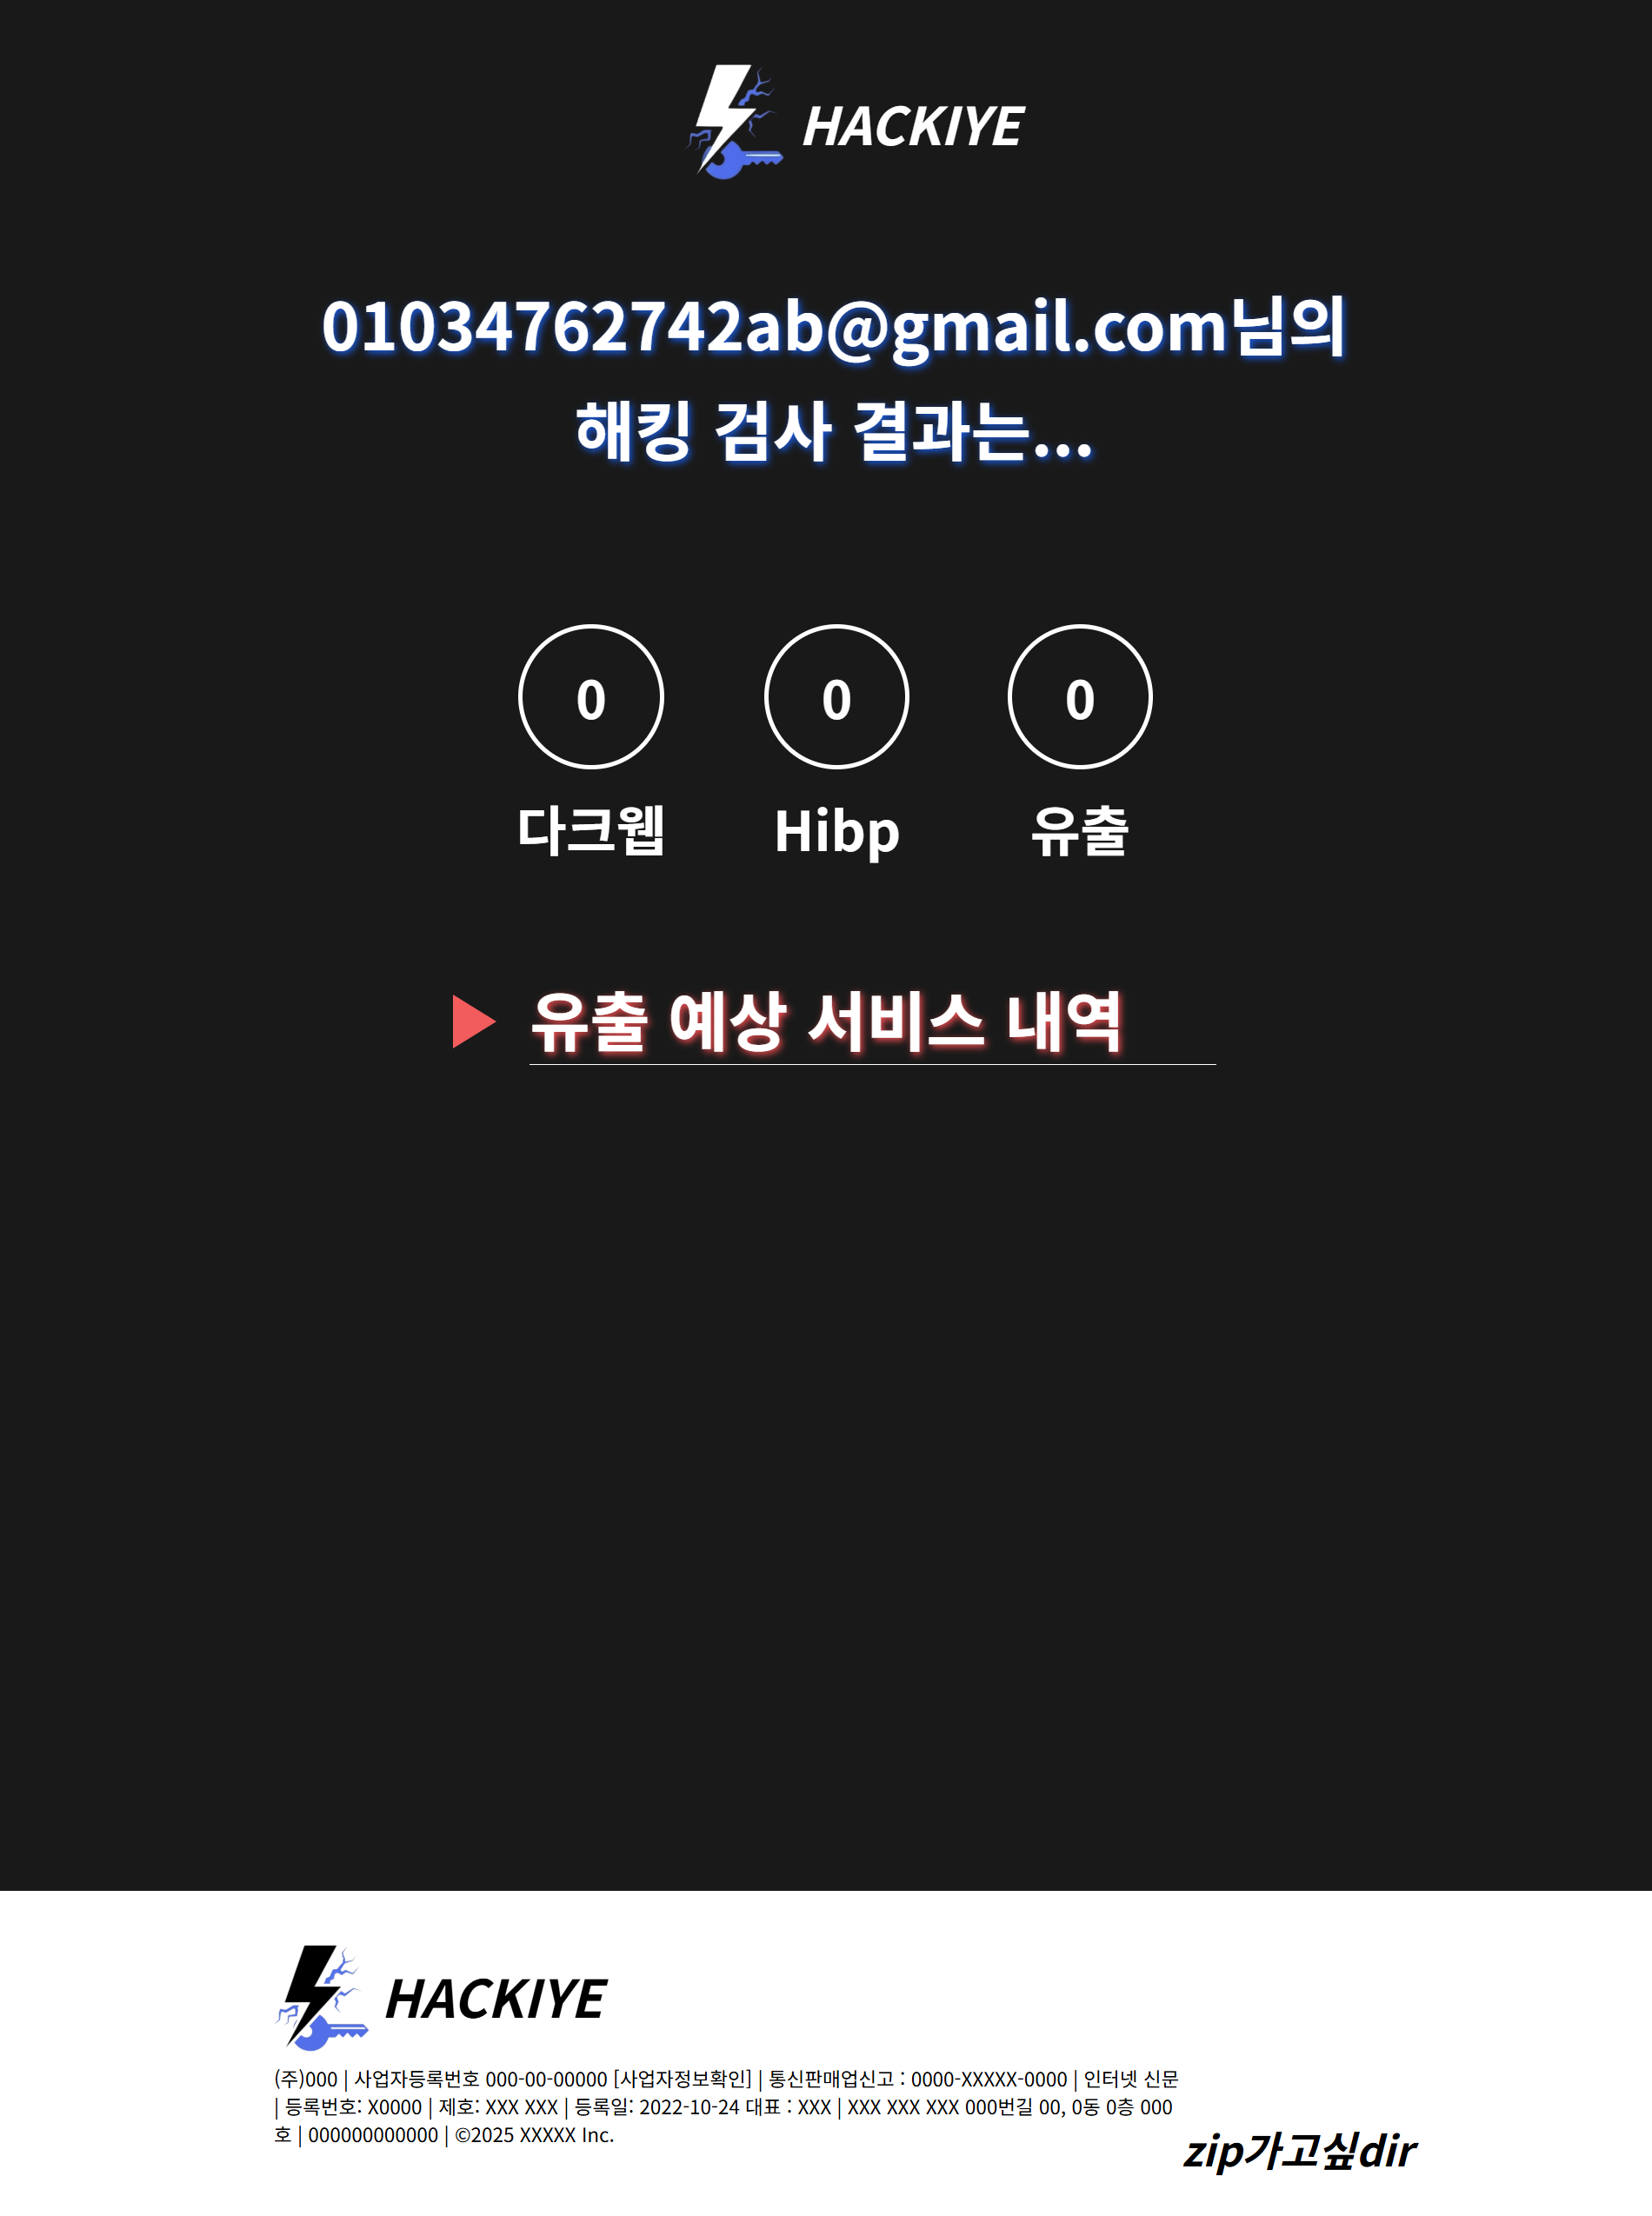 HACKIYE
01034762742ab@gmail.com님의
해킹 검사 결과는...
0 0 0
다크웹 Hibp 유출
유출 예상 서비스 내역
HACKIYE
(주)000 | 사업자등록번호 000-00-00000 [사업자정보확인] | 통신판매업신고 : 0000-XXXXX-0000 | 인터넷 신문
| 등록번호: X0000 | 제호: XXX XXX | 등록일: 2022-10-24 대표 : XXX | XXX XXX XXX 000번길 00, 0동 0층 000
호 | 000000000000 | ©2025 XXXXX Inc.
zip가고싶dir